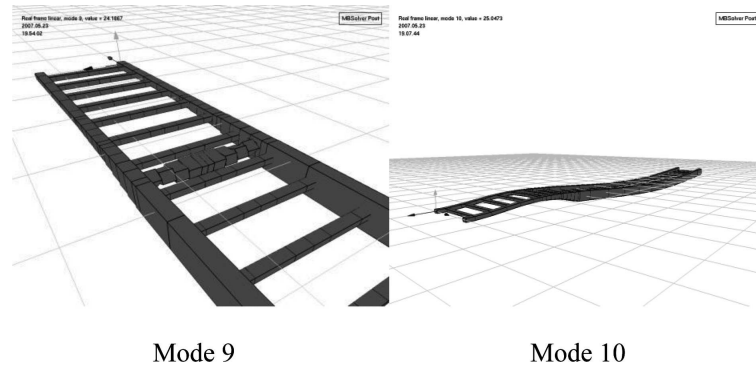 Real frame linear, mode 9, value = 24.1667
MBSolver Post
2007.05.23
19.54.02
Real frame linear, mode 10, value = 25.0473
MBSolver Post
2007.05.23
19.07.44
Mode 9
Mode 10